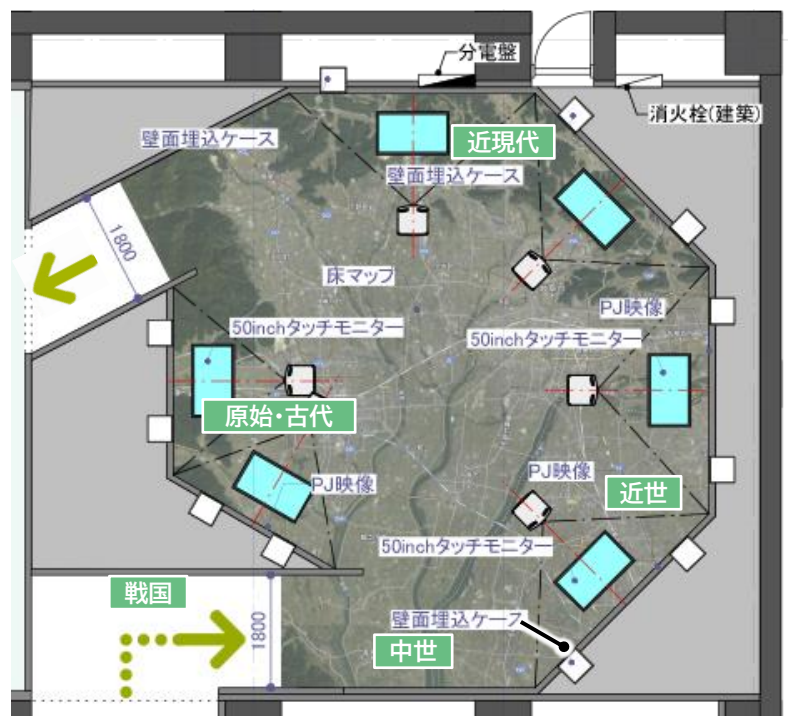 分電盤
消火栓(建築)
壁面埋込ケース
近現代
壁面埋込ケース
1800
床マップ
PJ映像
50inchタッチモニター
50inchタッチモニター
原始・古代
PJ映像
PJ映像
近世
50inchタッチモニター
戦国
1800
壁面埋込ケース
中世